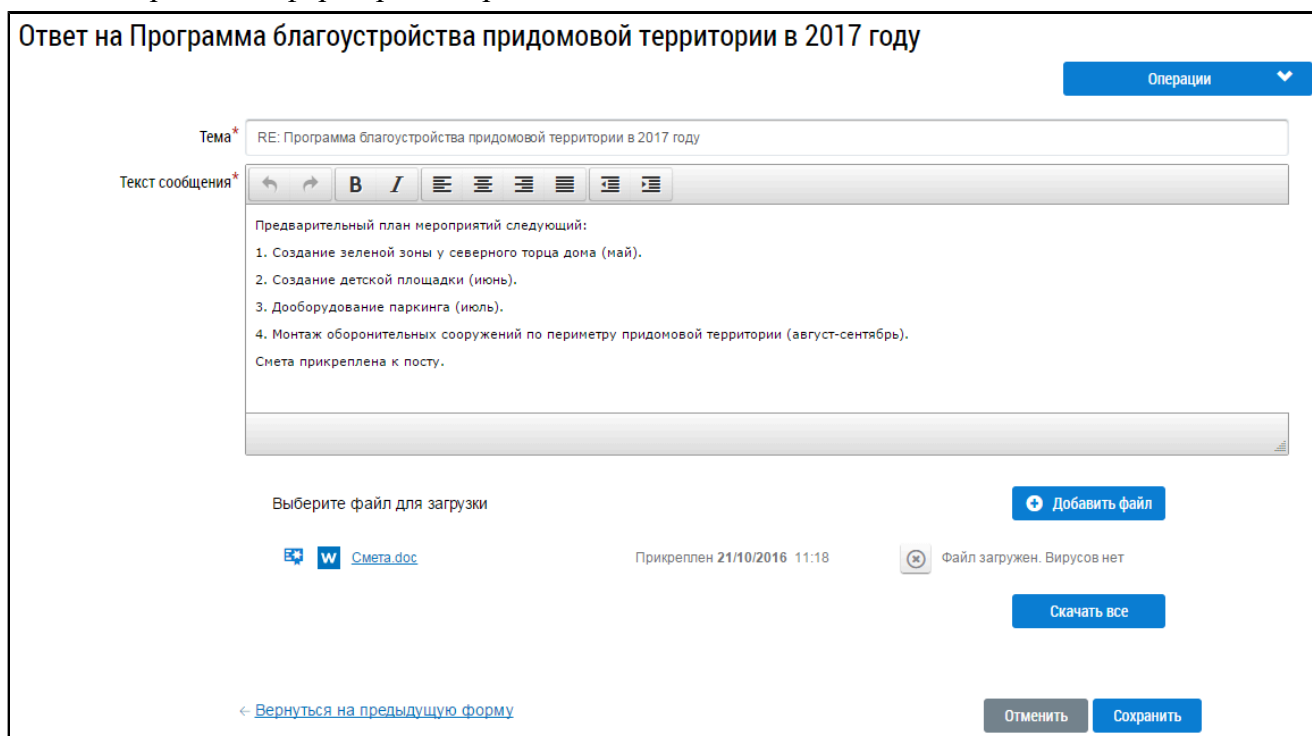 Ответ на Программа благоустройства придомовой территории в 2017 году
Операции
Тема*
RE: Программа благоустройства придомовой территории в 2017 году
Текст сообщения*
B I
Предварительный план мероприятий следующий:
1. Создание зеленой зоны у северного торца дома (май).
2. Создание детской площадки (июнь).
3. Дооборудование паркинга (июль).
4. Монтаж оборонительных сооружений по периметру придомовой территории (август-сентябрь).
Смета прикреплена к посту.
Выберите файл для загрузки
Добавить файл
W Смета.doc Прикреплен 21/10/2016 11:18 Файл загружен. Вирусов нет
Скачать все
← Вернуться на предыдущую форму
Отменить Сохранить